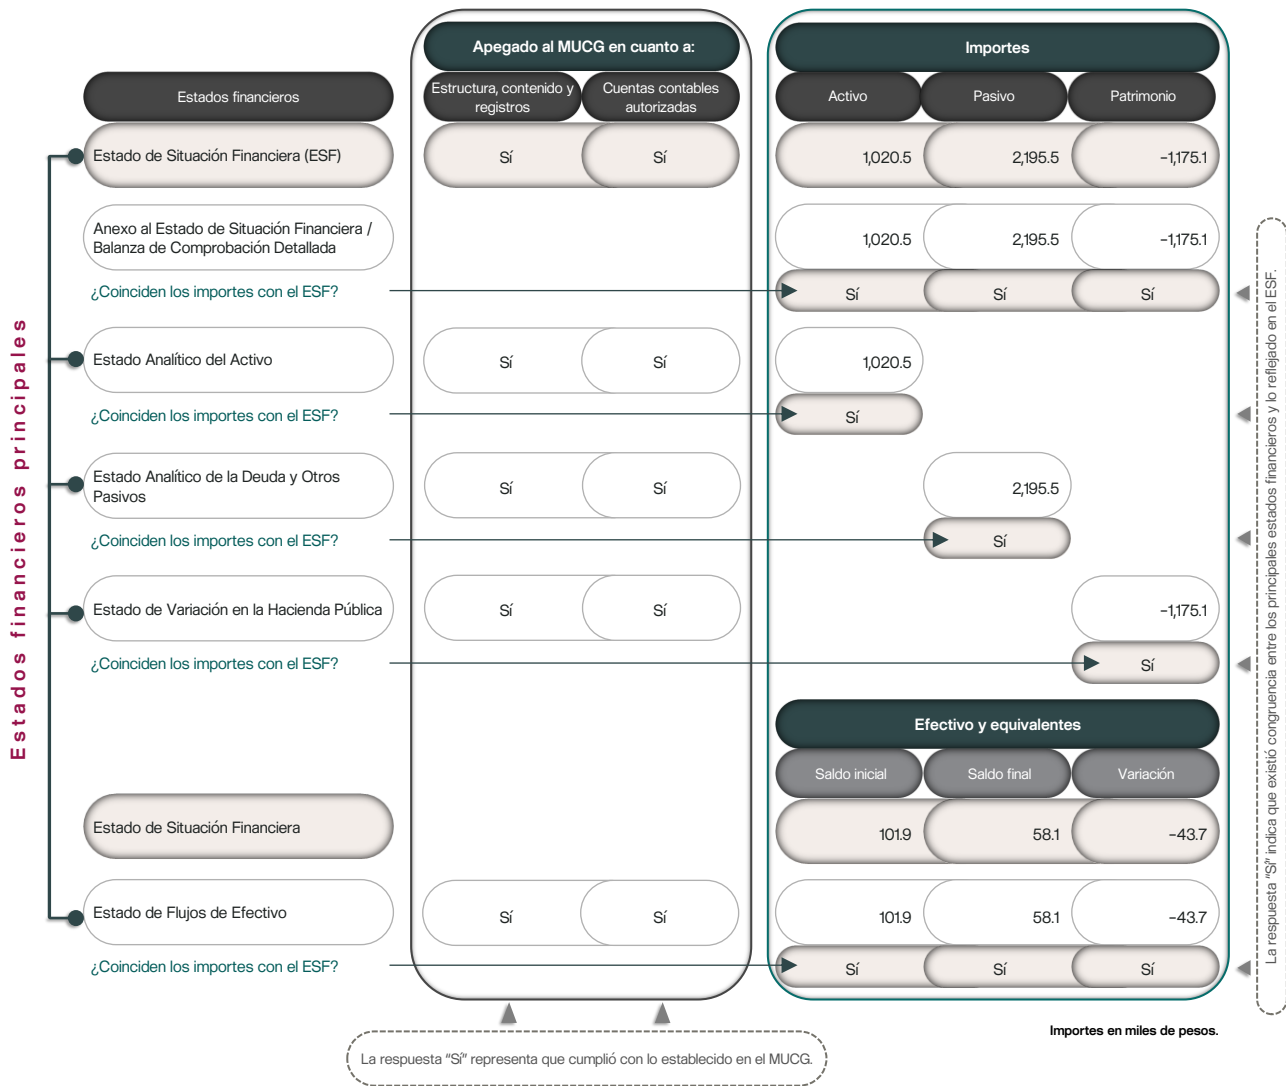 Apegado al MUCG en cuanto a:
Importes
Estados financieros
Estructura, contenido y
registros
Cuentas contables
autorizadas
Activo
Pasivo
Patrimonio
Estado de Situación Financiera (ESF)
Sí
Sí
1,020.5
2,195.5
-1,175.1
Anexo al Estado de Situación Financiera /
Balanza de Comprobación Detallada
1,020.5
2,195.5
-1,175.1
¿Coinciden los importes con el ESF?
Sí
Sí
Sí
Estado Analítico del Activo
Sí
Sí
1,020.5
¿Coinciden los importes con el ESF?
Sí
Estado Analítico de la Deuda y Otros
Pasivos
Sí
Sí
2,195.5
¿Coinciden los importes con el ESF?
Sí
Estado de Variación en la Hacienda Pública
Sí
Sí
-1,175.1
¿Coinciden los importes con el ESF?
Sí
Efectivo y equivalentes
Saldo inicial
Saldo final
Variación
Estado de Situación Financiera
101.9
58.1
-43.7
Estado de Flujos de Efectivo
Sí
Sí
101.9
58.1
-43.7
¿Coinciden los importes con el ESF?
Sí
Sí
Sí
Estados financieros principales
La respuesta "Sí" indica que existió congruencia entre los principales estados financieros y lo reflejado en el ESF.
Importes en miles de pesos.
La respuesta "Sí" representa que cumplió con lo establecido en el MUCG.